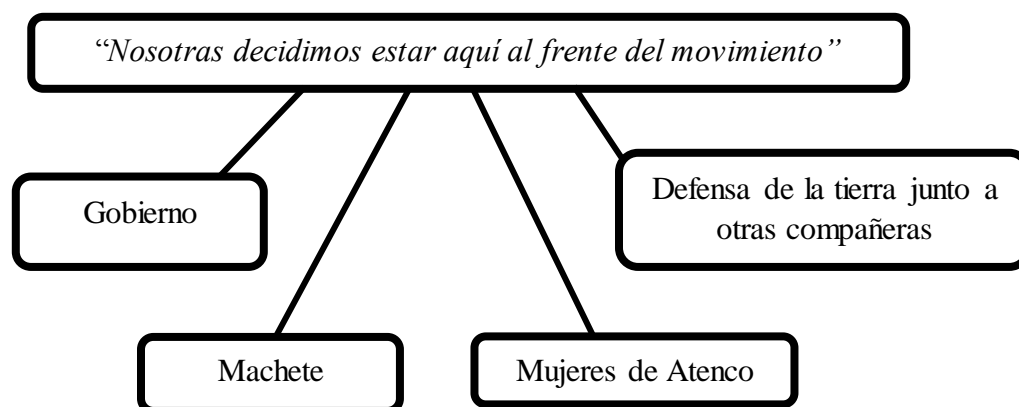 “Nosotras decidimos estar aquí al frente del movimiento”
Gobierno
Defensa de la tierra junto a
otras compañeras
Machete
Mujeres de Atenco